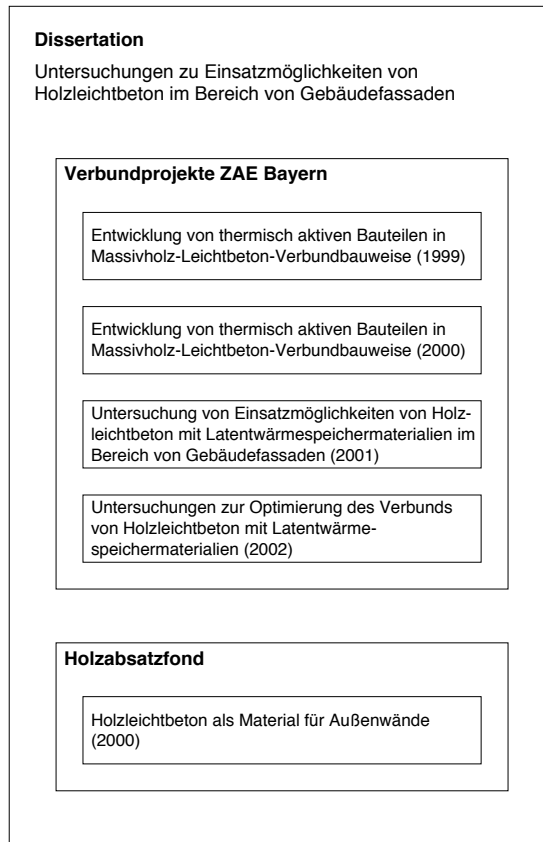 Dissertation
Untersuchungen zu Einsatzmöglichkeiten von
Holzleichtbeton im Bereich von Gebäudefassaden
Verbundprojekte ZAE Bayern
Entwicklung von thermisch aktiven Bauteilen in
Massivholz-Leichtbeton-Verbundbauweise (1999)
Entwicklung von thermisch aktiven Bauteilen in
Massivholz-Leichtbeton-Verbundbauweise (2000)
Untersuchung von Einsatzmöglichkeiten von Holz-
leichtbeton mit Latentwärmespeichermaterialien im
Bereich von Gebäudefassaden (2001)
Untersuchungen zur Optimierung des Verbunds
von Holzleichtbeton mit Latentwärme-
speichermaterialien (2002)
Holzabsatzfond
Holzleichtbeton als Material für Außenwände
(2000)